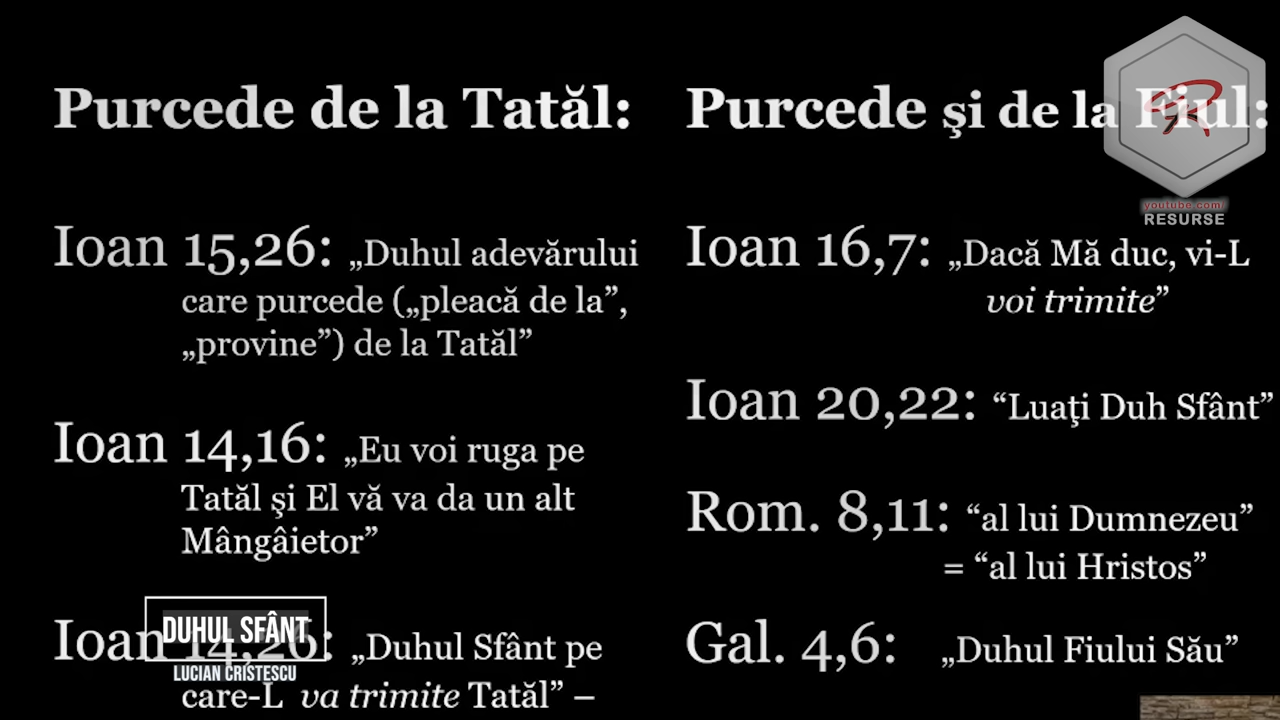 Purcede de la Tatăl:
Ioan 15,26: „Duhul adevărului
care purcede („pleacă de la”,
„provine”) de la Tatăl”
Ioan 14,16: „Eu voi ruga pe
Tatăl şi El vă va da un alt
Mângâietor”
Ioan 14,26: „Duhul Sfânt pe
care-L va trimite Tatăl” –
Purcede şi de la Fiul:
Ioan 16,7: „Dacă Mă duc, vi-L
voi trimite”
Ioan 20,22: “Luaţi Duh Sfânt”
Rom. 8,11: “al lui Dumnezeu”
= “al lui Hristos”
Gal. 4,6: „Duhul Fiului Său”
DUHUL SFÂNT
LUCIAN CRISTESCU
R
youtube.com/
RESURSE